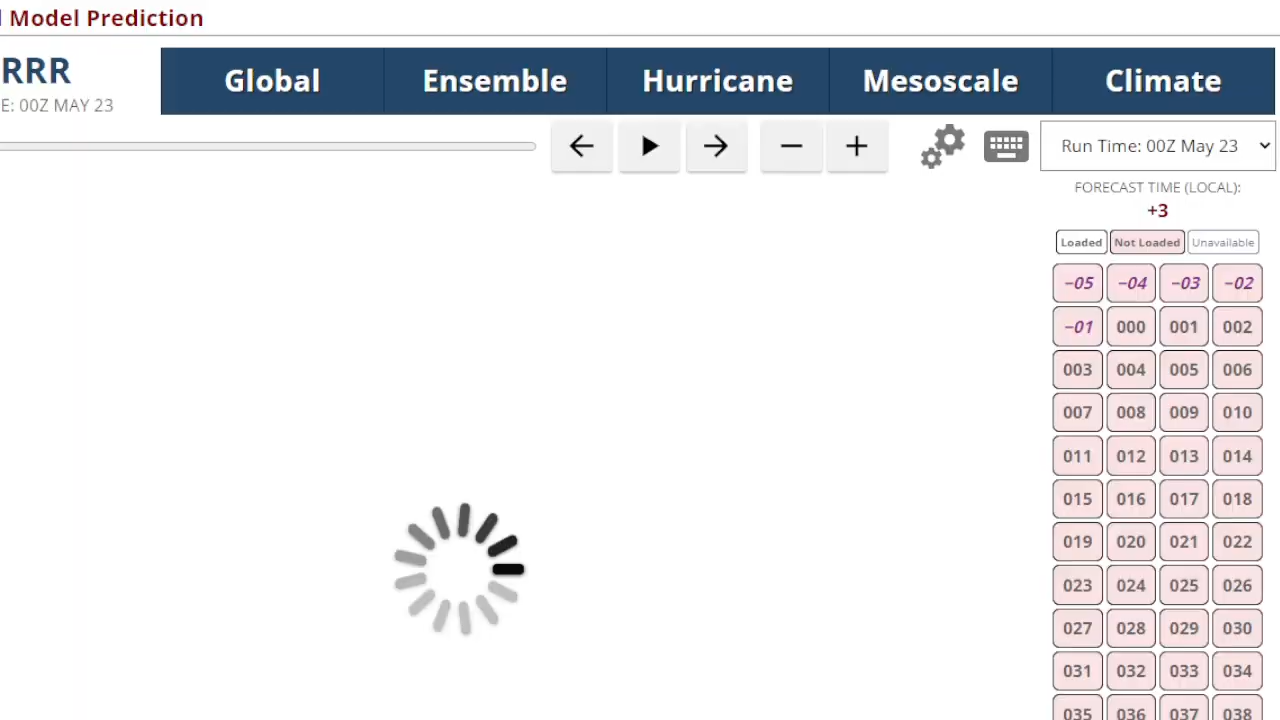 Model Prediction
RRR
E: 00Z MAY 23
Global
Ensemble
Hurricane
Mesoscale
Climate
Run Time: 00Z May 23
FORECAST TIME (LOCAL):
+3
Loaded
Not Loaded
Unavailable
−05 −04 −03 −02
−01 000 001 002
003 004 005 006
007 008 009 010
011 012 013 014
015 016 017 018
019 020 021 022
023 024 025 026
027 028 029 030
031 032 033 034
035 036 037 038